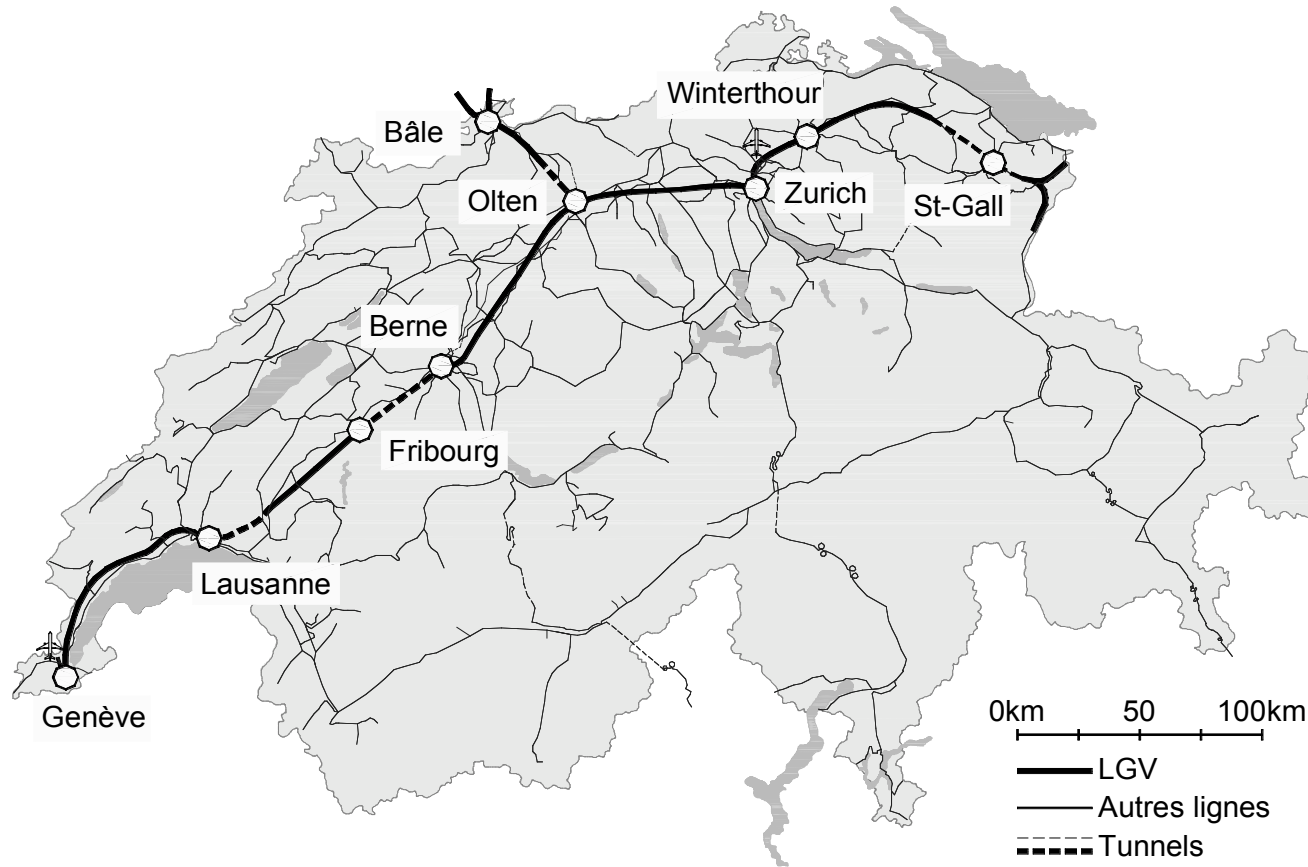 Winterthour
Bâle
Zurich
Olten
St-Gall
Berne
Fribourg
Lausanne
Genève
0km 50 100km
LGV
Autres lignes
Tunnels